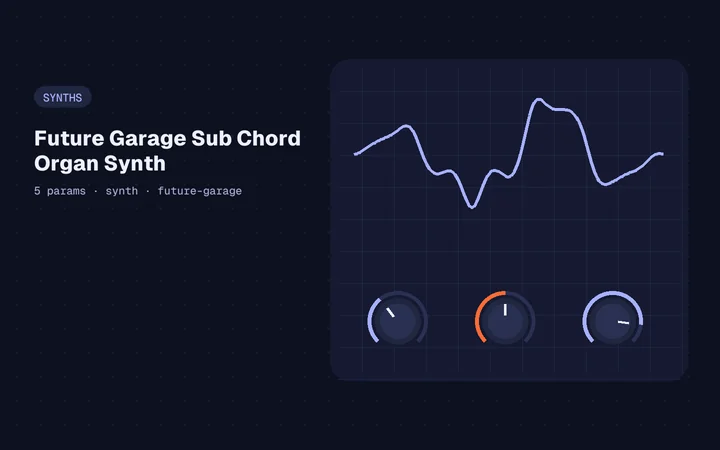 SYNTHS
Future Garage Sub Chord
Organ Synth
5 params · synth · future-garage